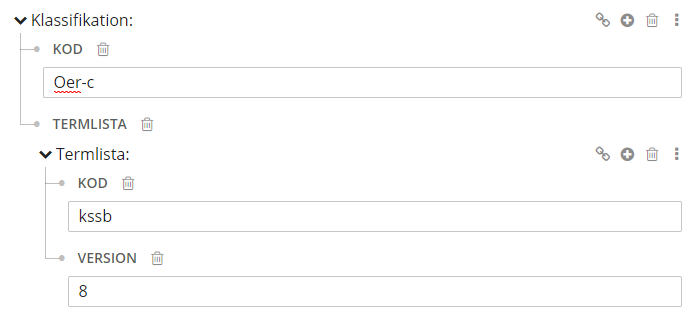 Klassifikation:
KOD
Oer-c
TERMLISTA
Termlista:
KOD
kssb
VERSION
8